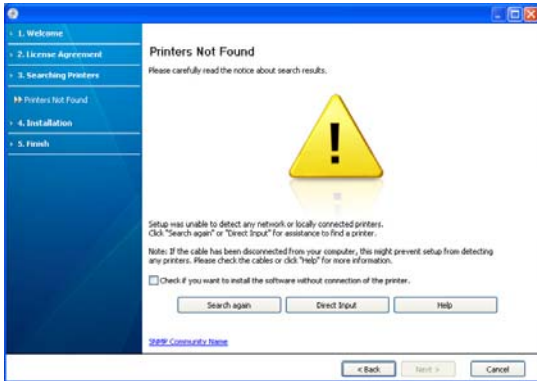 1. Welcome
2. License Agreement
3. Searching Printers
Printers Not Found
4. Installation
5. Finish
Printers Not Found
Please carefully read the notice about search results.
Setup was unable to detect any network or locally connected printers.
Click "Search again" or "Direct Input" for assistance to find a printer.
Note: If the cable has been disconnected from your computer, this might prevent setup from detecting
any printers. Please check the cables or click "Help" for more information.
Check if you want to install the software without connection of the printer.
Search again
Direct Input
Help
SNMP Community Name
< Back
Next >
Cancel